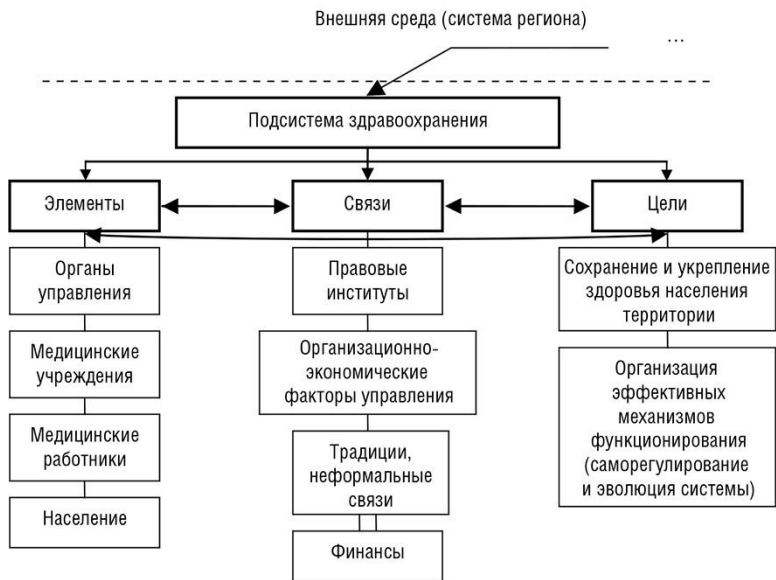 Внешняя среда (система региона)
...
Подсистема здравоохранения
Элементы
Связи
Цели
Органы
управления
Медицинские
учреждения
Медицинские
работники
Население
Правовые
институты
Организационно-
экономические
факторы управления
Традиции,
неформальные
связи
Финансы
Сохранение и укрепление
здоровья населения
территории
Организация
эффективных
механизмов
функционирования
(саморегулирование
и эволюция системы)